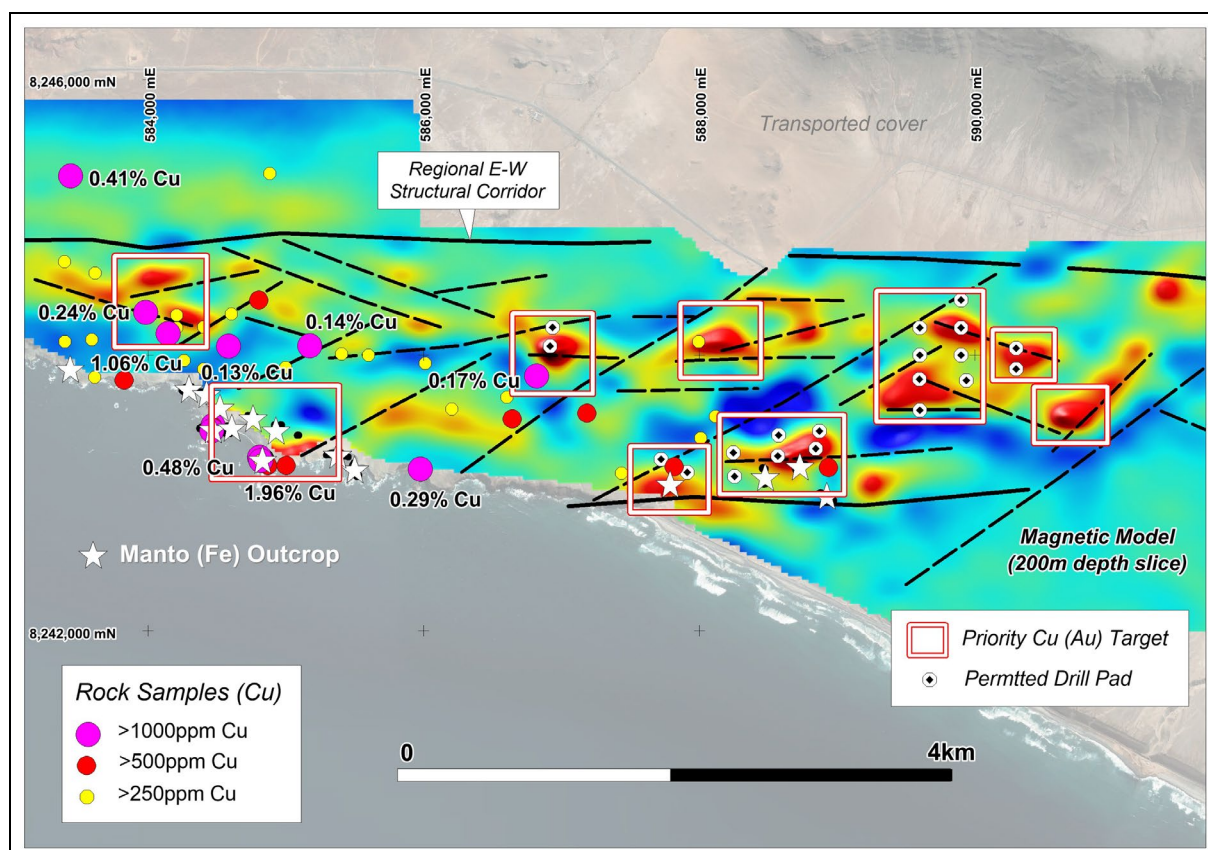 8,246,000 mN
584,000 mE
586,000 mE
588,000 mE
590,000 mE
Transported cover
Regional E-W
Structural Corridor
0.41% Cu
0.24% Cu
1.06% Cu
0.13% Cu
0.14% Cu
0.17% Cu
0.48% Cu
1.96% Cu
0.29% Cu
Manto (Fe) Outcrop
Magnetic Model
(200m depth slice)
8,242,000 mN
Priority Cu (Au) Target
Permtted Drill Pad
Rock Samples (Cu)
>1000ppm Cu
>500ppm Cu
>250ppm Cu
0
4km